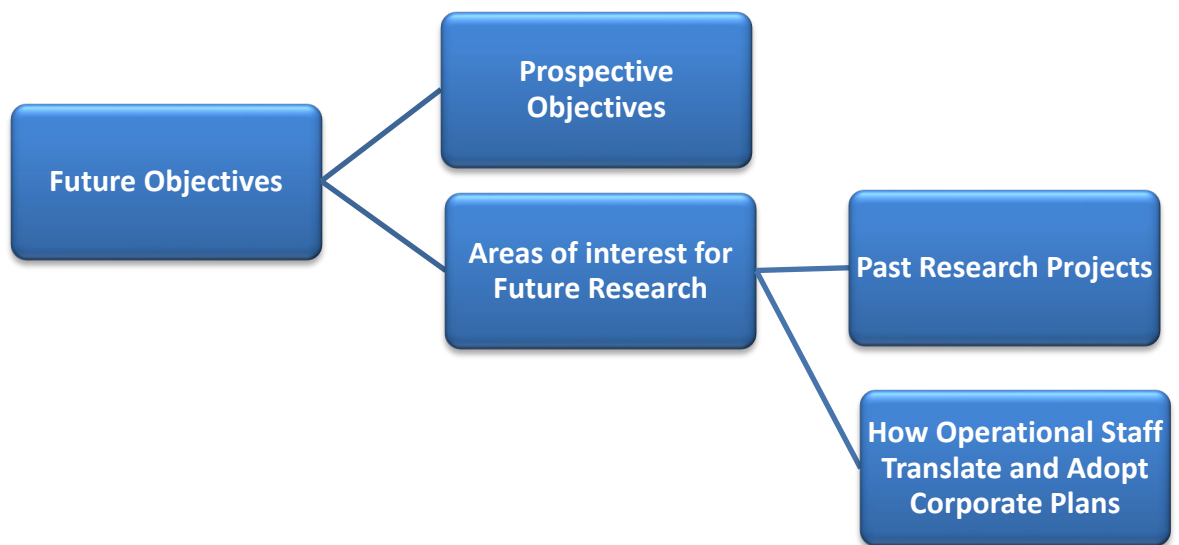 Prospective
Objectives
Future Objectives
Areas of interest for
Future Research
Past Research Projects
How Operational Staff
Translate and Adopt
Corporate Plans